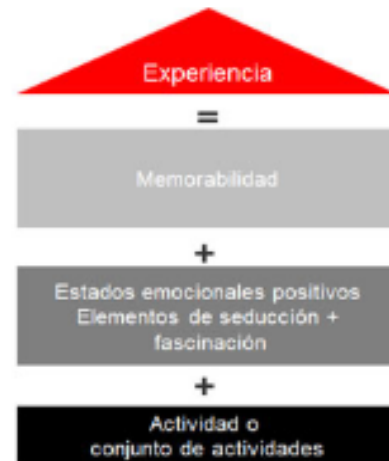 Experiencia
=
Memorabilidad
+
Estados emocionales positivos
Elementos de seducción +
fascinación
+
Actividad o
conjunto de actividades